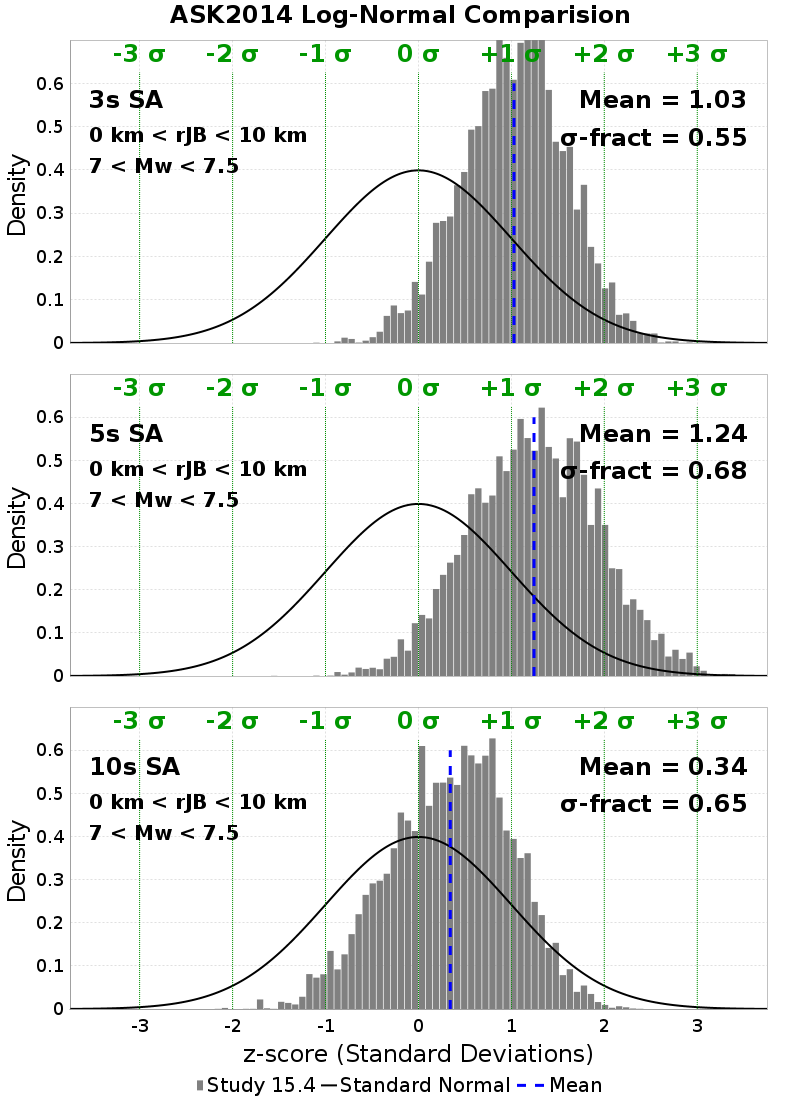 ASK2014 Log-Normal Comparision
-3 σ -2 σ -1 σ 0 σ +1 σ +2 σ +3 σ
3s SA
0 km < rJB < 10 km
7 < Mw < 7.5
Mean = 1.03
σ-fract = 0.55
Density
0.6
0.5
0.4
0.3
0.2
0.1
0
-3 σ -2 σ -1 σ 0 σ +1 σ +2 σ +3 σ
5s SA
0 km < rJB < 10 km
7 < Mw < 7.5
Mean = 1.24
σ-fract = 0.68
Density
0.6
0.5
0.4
0.3
0.2
0.1
0
-3 σ -2 σ -1 σ 0 σ +1 σ +2 σ +3 σ
10s SA
0 km < rJB < 10 km
7 < Mw < 7.5
Mean = 0.34
σ-fract = 0.65
Density
0.6
0.5
0.4
0.3
0.2
0.1
0
-3 -2 -1 0 1 2 3
z-score (Standard Deviations)
Study 15.4 Standard Normal Mean